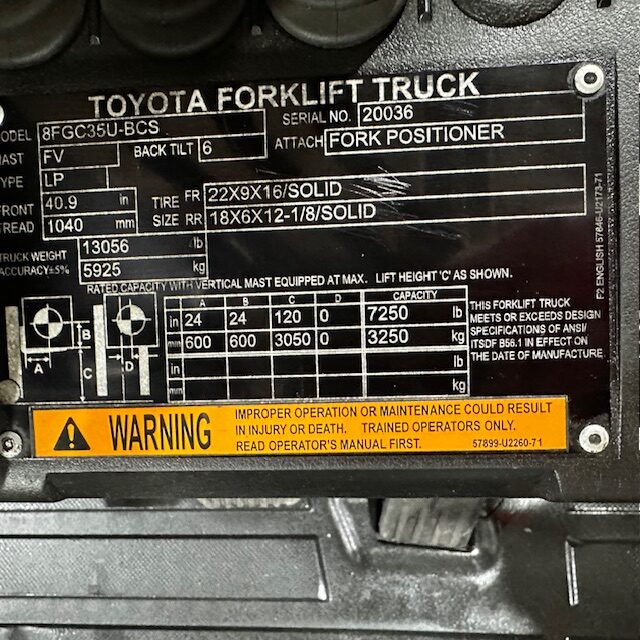 TOYOTA FORKLIFT TRUCK
MODEL 8FGC35U-BCS SERIAL NO. 20036
MAST FV BACK TILT 6 ATTACH FORK POSITIONER
TYPE LP
FRONT 40.9 in TIRE FR 22X9X16/SOLID
TREAD 1040 mm SIZE RR 18X6X12-1/8/SOLID
TRUCK WEIGHT 13056 lb
ACCURACY±5% 5925 kg
RATED CAPACITY WITH VERTICAL MAST EQUIPPED AT MAX. LIFT HEIGHT 'C' AS SHOWN.
A B C D CAPACITY
in 24 24 120 0 7250 lb
mm 600 600 3050 0 3250 kg
in lb
mm kg
A B C D
THIS FORKLIFT TRUCK
MEETS OR EXCEEDS DESIGN
SPECIFICATIONS OF ANSI/
ITSDF B56.1 IN EFFECT ON
THE DATE OF MANUFACTURE.
F2 ENGLISH 57846-U2173-71
WARNING
IMPROPER OPERATION OR MAINTENANCE COULD RESULT
IN INJURY OR DEATH. TRAINED OPERATORS ONLY.
READ OPERATOR'S MANUAL FIRST. 57899-U2260-71